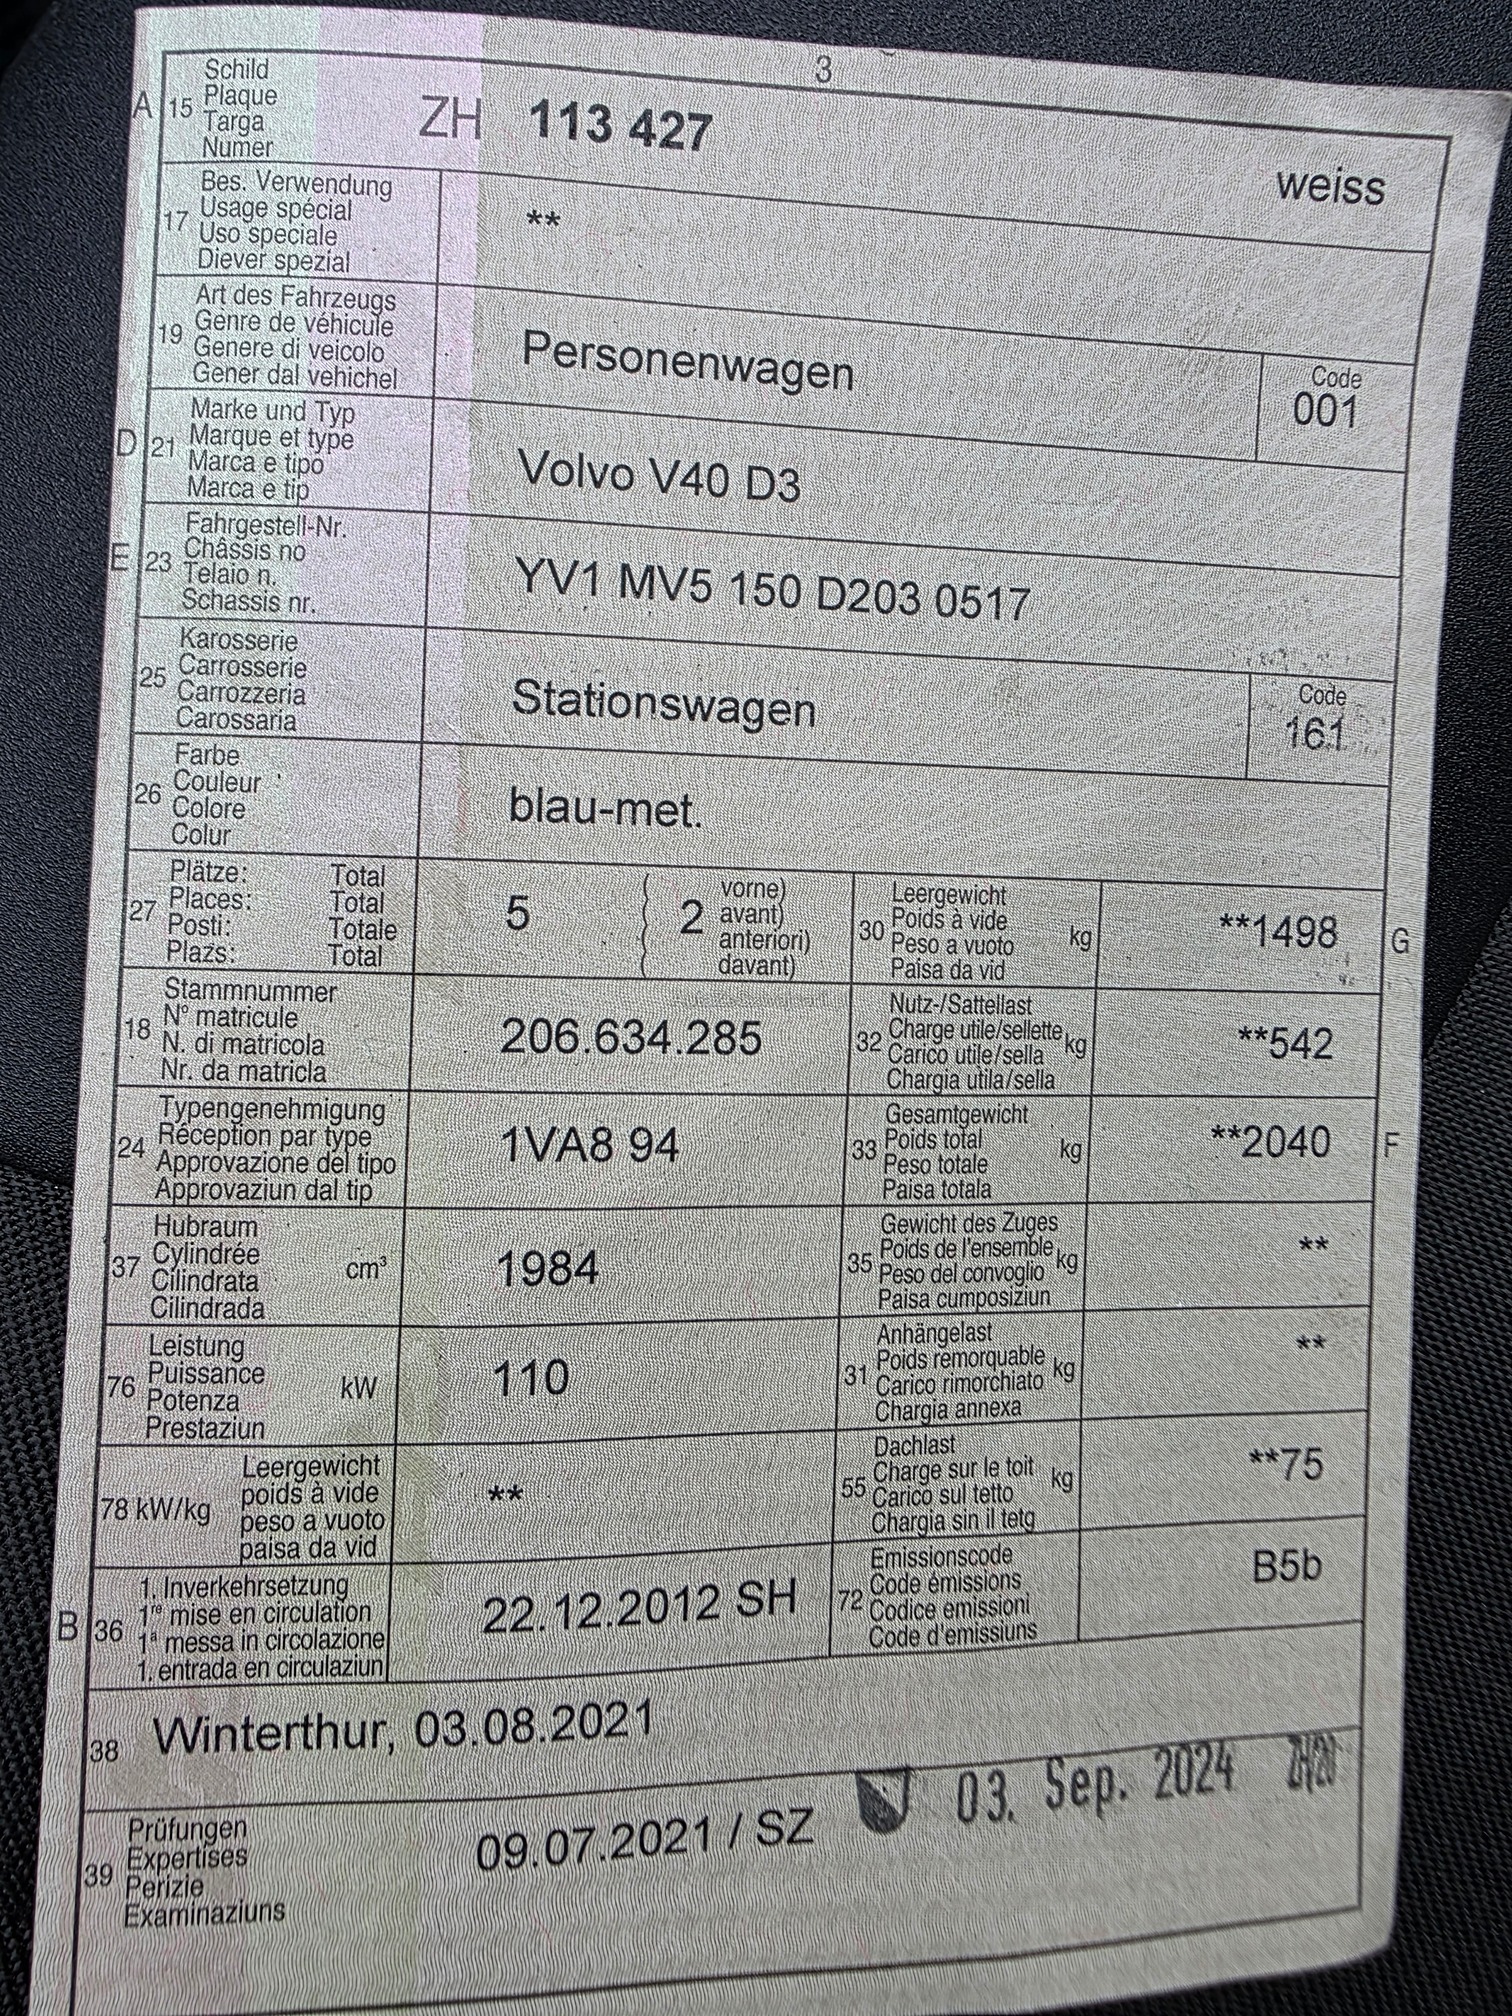 3
A 15 Schild
Plaque
Targa
Numer
ZH 113 427
weiss
17 Bes. Verwendung
Usage spécial
Uso speciale
Diever spezial
**
19 Art des Fahrzeugs
Genre de véhicule
Genere di veicolo
Gener dal vehichel
Personenwagen
Code
001
D 21 Marke und Typ
Marque et type
Marca e tipo
Marca e tip
Volvo V40 D3
E 23 Fahrgestell-Nr.
Châssis no
Telaio n.
Schassis nr.
YV1 MV5 150 D203 0517
25 Karosserie
Carrosserie
Carrozzeria
Carossaria
Stationswagen
Code
161
26 Farbe
Couleur
Colore
Colur
blau-met.
27 Plätze: Total
Places: Total
Posti: Totale
Plazs: Total
5 ( 2 vorne)
avant)
anteriori)
davant)
30 Leergewicht
Poids à vide
Peso a vuoto
Paisa da vid
kg
**1498
G
18 Stammnummer
N° matricule
N. di matricola
Nr. da matricla
206.634.285
32 Nutz-/Sattellast
Charge utile/sellette
Carico utile/sella
Chargia utila/sella
kg
**542
24 Typengenehmigung
Réception par type
Approvazione del tipo
Approvaziun dal tip
1VA8 94
33 Gesamtgewicht
Poids total
Peso totale
Paisa totala
kg
**2040
F
37 Hubraum
Cylindrée
Cilindrata
Cilindrada
cm³
1984
35 Gewicht des Zuges
Poids de l'ensemble
Peso del convoglio
Paisa cumposiziun
kg
**
76 Leistung
Puissance
Potenza
Prestaziun
kW
110
31 Anhängelast
Poids remorquable
Carico rimorchiato
Chargia annexa
kg
**
78 kW/kg
Leergewicht
poids à vide
peso a vuoto
paisa da vid
**
55 Dachlast
Charge sur le toit
Carico sul tetto
Chargia sin il tetg
kg
**75
B 36 1. Inverkehrsetzung
1re mise en circulation
1a messa in circolazione
1. entrada en circulaziun
22.12.2012 SH
72 Emissionscode
Code émissions
Codice emissioni
Code d'emissiuns
B5b
38 Winterthur, 03.08.2021
39 Prüfungen
Expertises
Perizie
Examinaziuns
09.07.2021 / SZ
03. Sep. 2024